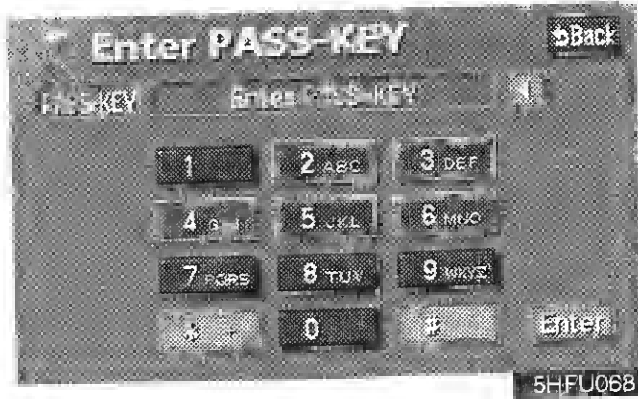 Enter PASS-KEY
Back
PASS-KEY Enter PASS-KEY
1 2 ABC 3 DEF
4 GHI 5 JKL 6 MNO
7 PQRS 8 TUV 9 WXYZ
0 #
Enter
5HFU068